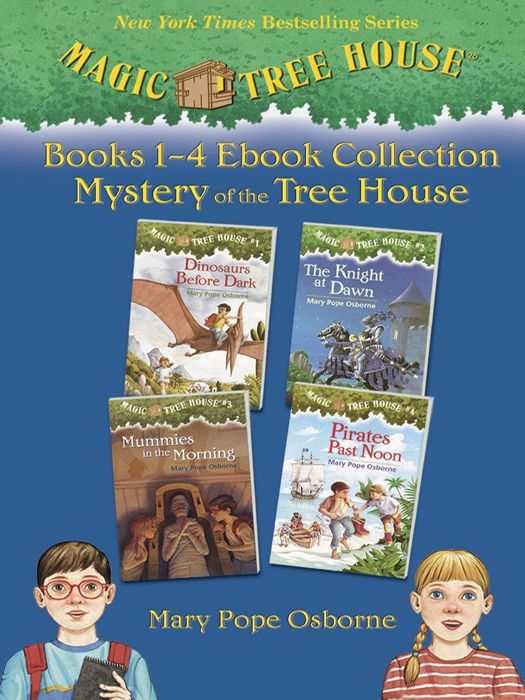 New York Times Bestselling Series
MAGIC TREE HOUSE
Books 1-4 Ebook Collection
Mystery of the Tree House
MAGIC TREE HOUSE #1
Dinosaurs
Before Dark
Mary Pope Osborne
MAGIC TREE HOUSE #2
The Knight
at Dawn
Mary Pope Osborne
MAGIC TREE HOUSE #3
Mummies
in the Morning
Mary Pope Osborne
MAGIC TREE HOUSE #4
Pirates
Past Noon
Mary Pope Osborne
Mary Pope Osborne